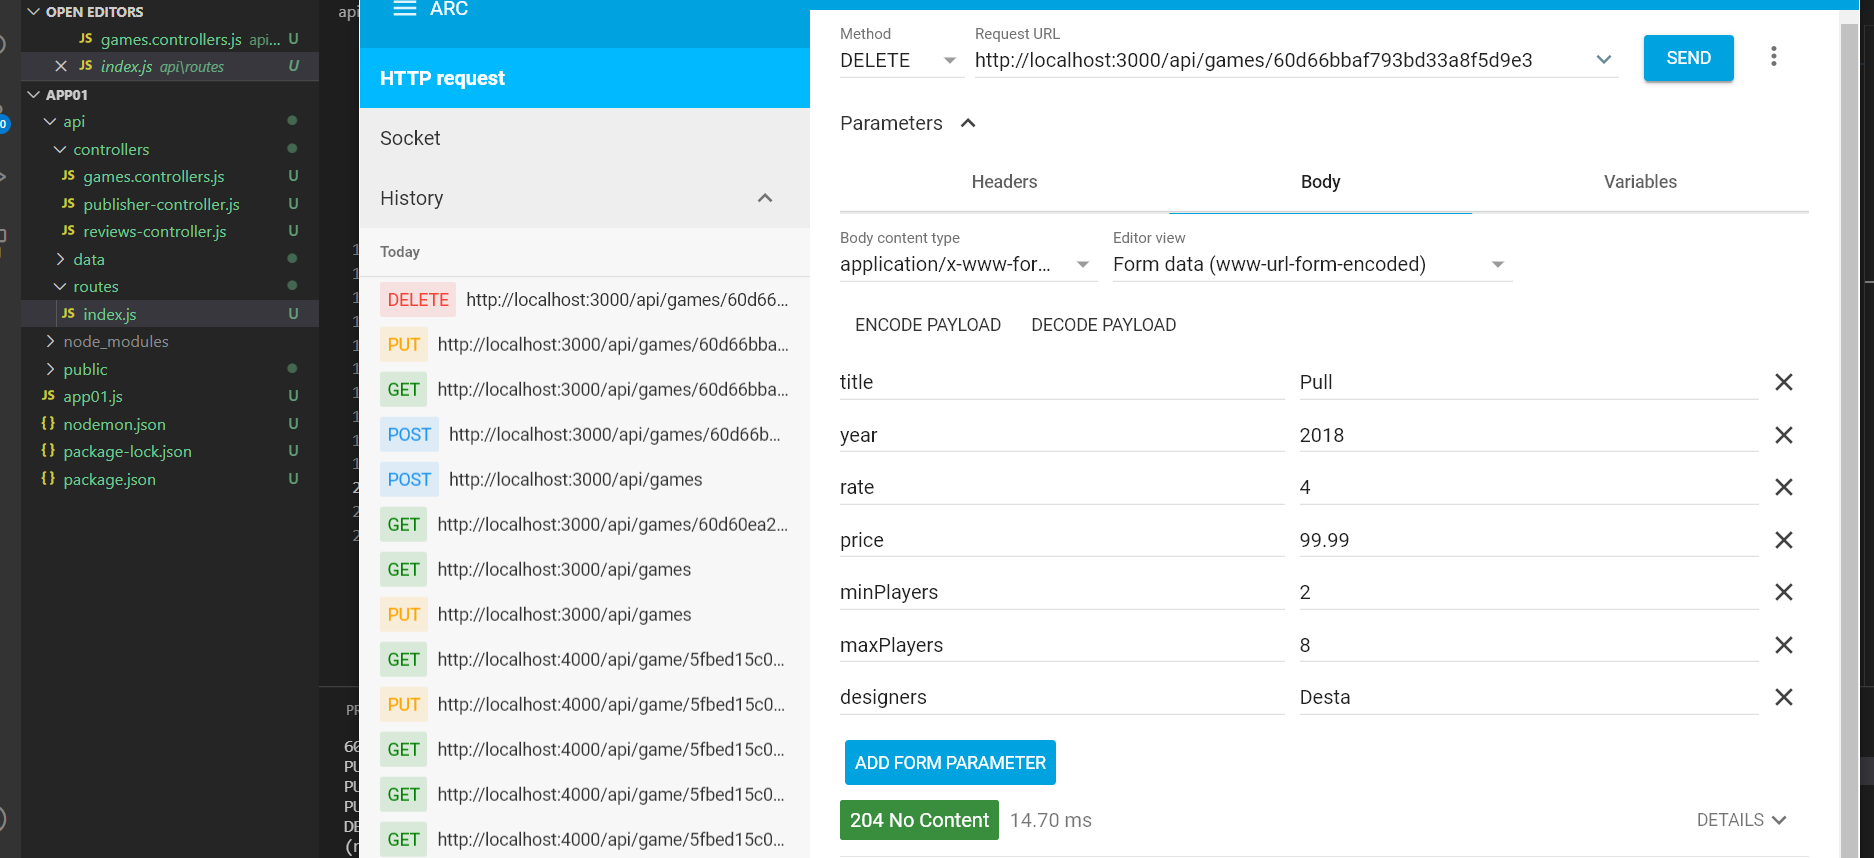 OPEN EDITORS
JS games.controllers.js api... U
JS index.js api\routes U
APP01
api
controllers
JS games.controllers.js U
JS publisher-controller.js U
JS reviews-controller.js U
data
routes
JS index.js U
node_modules
public
JS app01.js U
{} nodemon.json U
{} package-lock.json U
{} package.json U
api
ARC
HTTP request
Socket
History
Today
DELETE http://localhost:3000/api/games/60d66...
PUT http://localhost:3000/api/games/60d66bba...
GET http://localhost:3000/api/games/60d66bba...
POST http://localhost:3000/api/games/60d66b...
POST http://localhost:3000/api/games
GET http://localhost:3000/api/games/60d60ea2...
GET http://localhost:3000/api/games
PUT http://localhost:3000/api/games
GET http://localhost:4000/api/game/5fbed15c0...
PUT http://localhost:4000/api/game/5fbed15c0...
GET http://localhost:4000/api/game/5fbed15c0...
GET http://localhost:4000/api/game/5fbed15c0...
GET http://localhost:4000/api/game/5fbed15c0...
Method Request URL
DELETE http://localhost:3000/api/games/60d66bbaf793bd33a8f5d9e3 SEND
Parameters
Headers Body Variables
Body content type Editor view
application/x-www-for... Form data (www-url-form-encoded)
ENCODE PAYLOAD DECODE PAYLOAD
title Pull
year 2018
rate 4
price 99.99
minPlayers 2
maxPlayers 8
designers Desta
ADD FORM PARAMETER
204 No Content 14.70 ms DETAILS